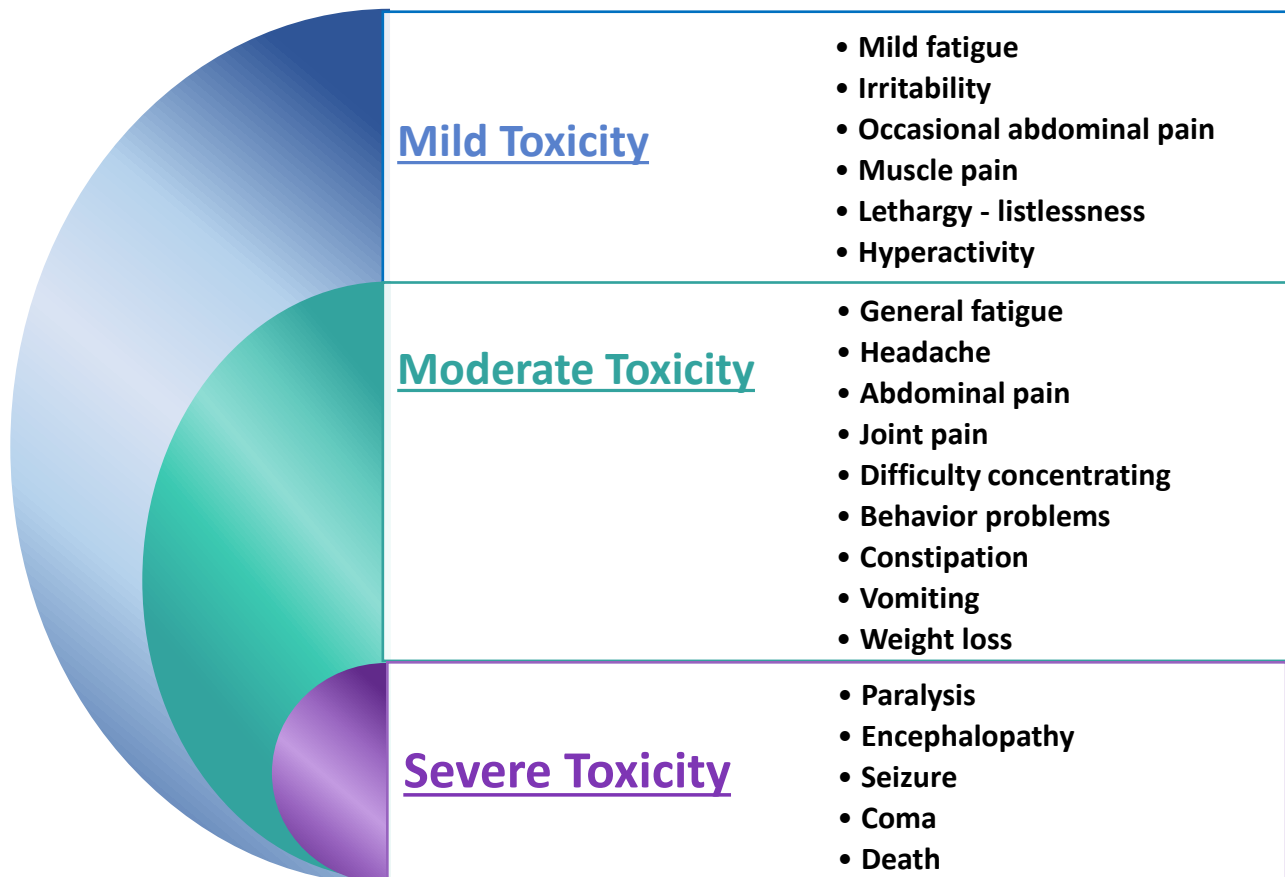 Mild Toxicity
• Mild fatigue
• Irritability
• Occasional abdominal pain
• Muscle pain
• Lethargy - listlessness
• Hyperactivity
Moderate Toxicity
• General fatigue
• Headache
• Abdominal pain
• Joint pain
• Difficulty concentrating
• Behavior problems
• Constipation
• Vomiting
• Weight loss
Severe Toxicity
• Paralysis
• Encephalopathy
• Seizure
• Coma
• Death